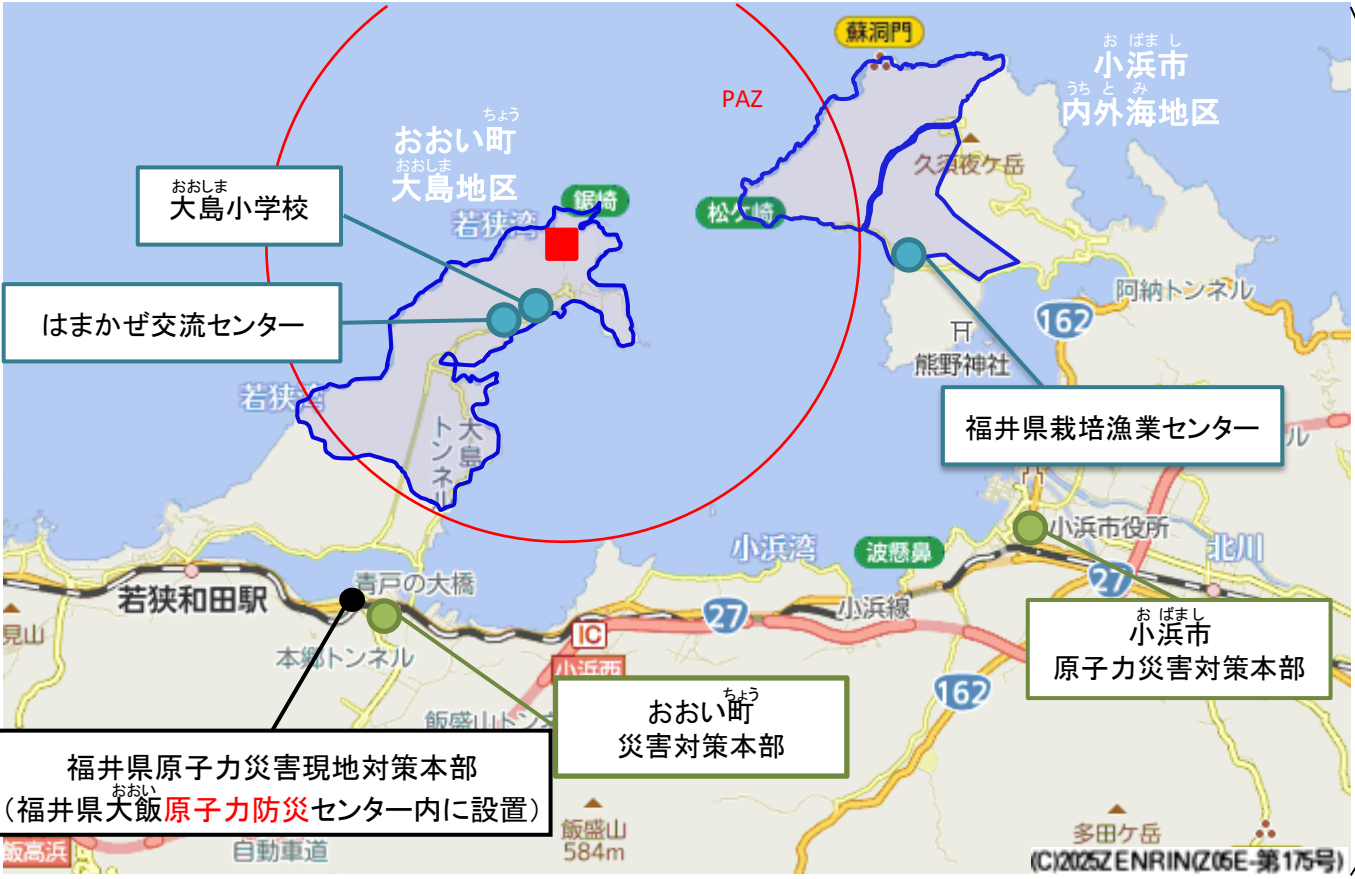 蘇洞門
おばまし
小浜市
うちとみ
内外海地区
PAZ
ちょう
おおい町
おおしま
大島地区
久須夜ケ岳
おおしま
大島小学校
鋸崎
松ケ崎
若狭湾
阿納トンネル
はまかぜ交流センター
162
熊野神社
若狭湾
大島
トンネル
福井県栽培漁業センター
ル
小浜市役所
小浜湾
波懸鼻
北川
27
青戸の大橋
若狭和田駅
27
小浜線
見山
IC
本郷トンネル
小浜西
おばまし
小浜市
原子力災害対策本部
162
ちょう
おおい町
災害対策本部
飯盛山トン
福井県原子力災害現地対策本部
おおい
(福井県大飯原子力防災センター内に設置)
飯盛山
584m
多田ケ岳
飯高浜
自動車道
(C)2025ZENRIN(Z05E-第175号)